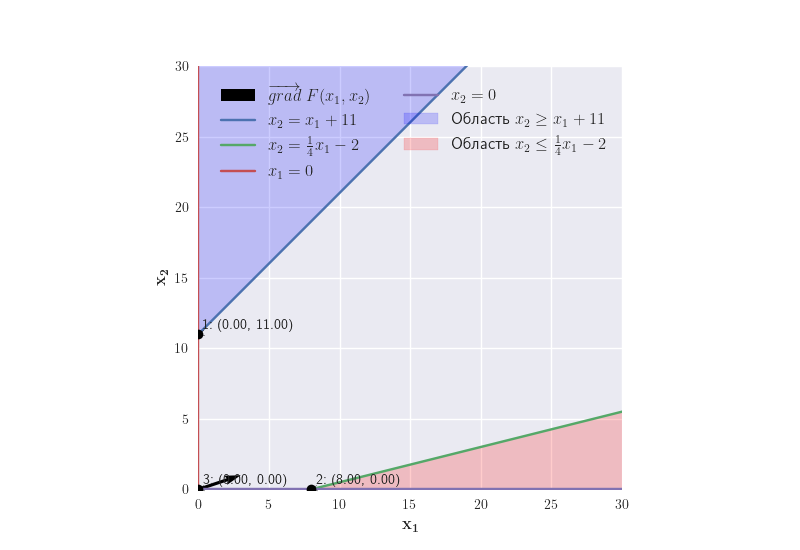 30
25
20
15
10
5
0
x₂
grad F(x₁, x₂)
x₂ = x₁ + 11
x₂ = ¼x₁ − 2
x₁ = 0
x₂ = 0
Область x₂ ≥ x₁ + 11
Область x₂ ≤ ¼x₁ − 2
1: (0.00, 11.00)
3: (0.00, 0.00)
2: (8.00, 0.00)
0 5 10 15 20 25 30
x₁